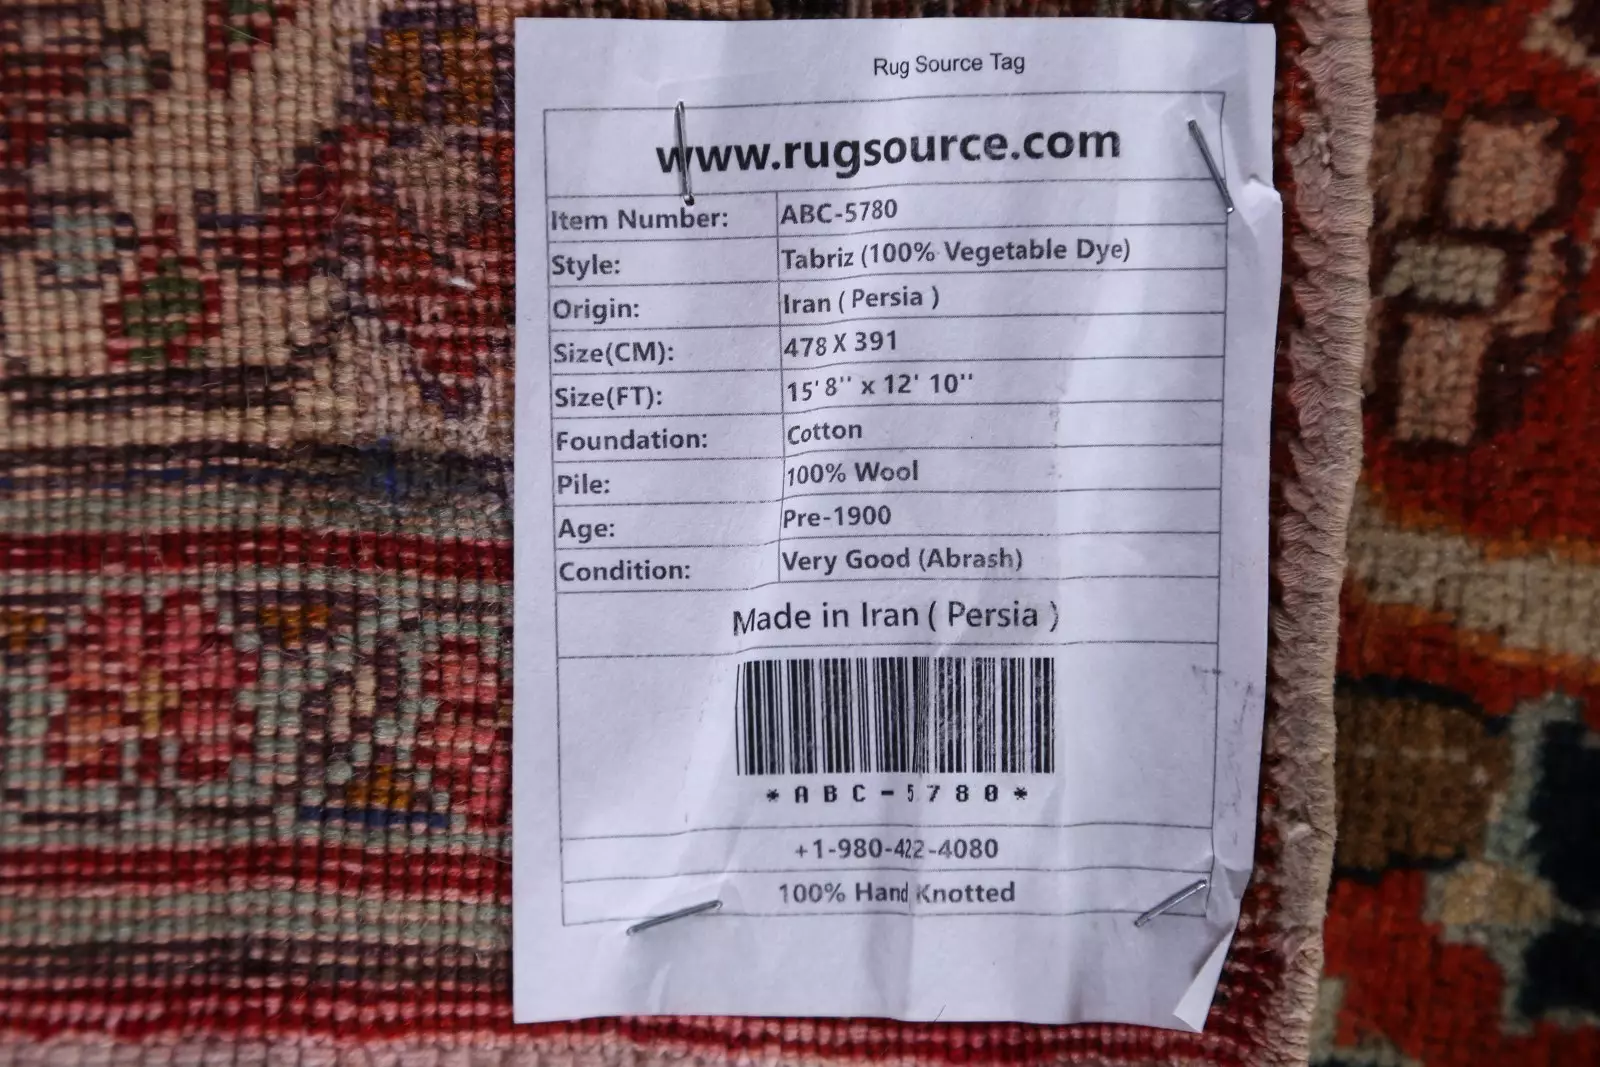 Rug Source Tag
www.rugsource.com
Item Number: ABC-5780
Style: Tabriz (100% Vegetable Dye)
Origin: Iran ( Persia )
Size(CM): 478 X 391
Size(FT): 15' 8'' x 12' 10''
Foundation: Cotton
Pile: 100% Wool
Age: Pre-1900
Condition: Very Good (Abrash)
Made in Iran ( Persia )
*ABC-5780*
+1-980-422-4080
100% Hand Knotted